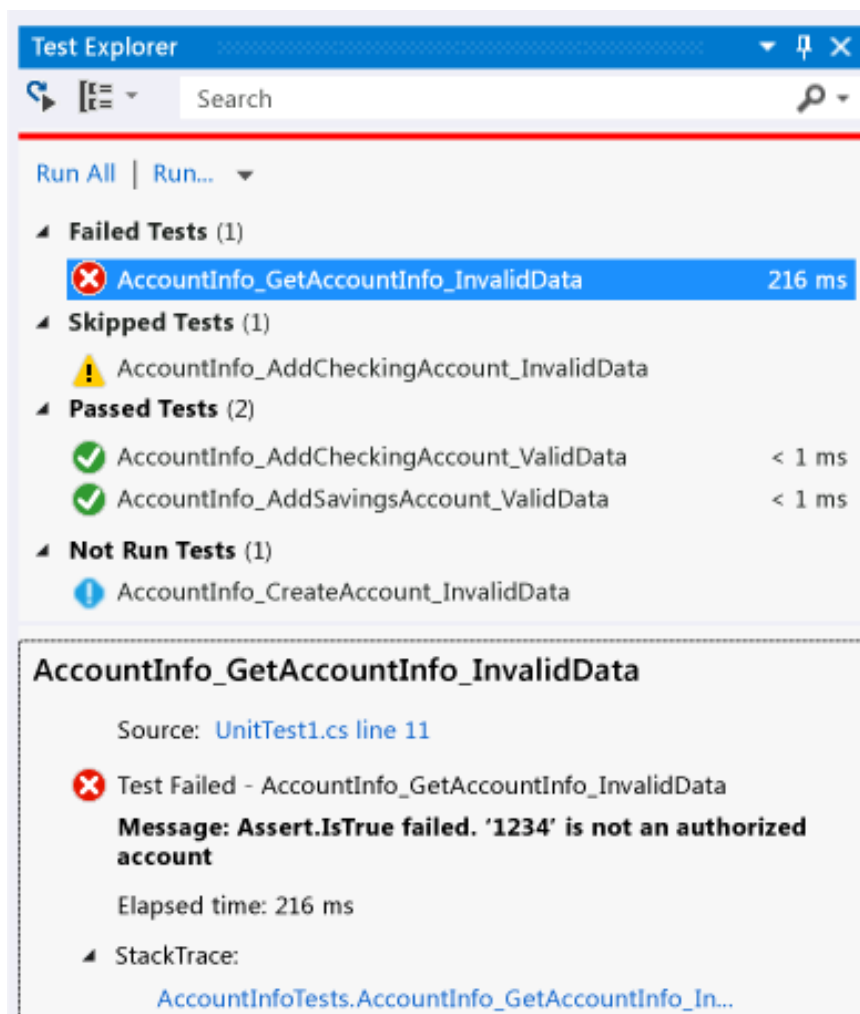 Test Explorer
Search
Run All | Run...
Failed Tests (1)
AccountInfo_GetAccountInfo_InvalidData 216 ms
Skipped Tests (1)
AccountInfo_AddCheckingAccount_InvalidData
Passed Tests (2)
AccountInfo_AddCheckingAccount_ValidData < 1 ms
AccountInfo_AddSavingsAccount_ValidData < 1 ms
Not Run Tests (1)
AccountInfo_CreateAccount_InvalidData
AccountInfo_GetAccountInfo_InvalidData
Source: UnitTest1.cs line 11
Test Failed - AccountInfo_GetAccountInfo_InvalidData
Message: Assert.IsTrue failed. ‘1234’ is not an authorized
account
Elapsed time: 216 ms
StackTrace:
AccountInfoTests.AccountInfo_GetAccountInfo_In...